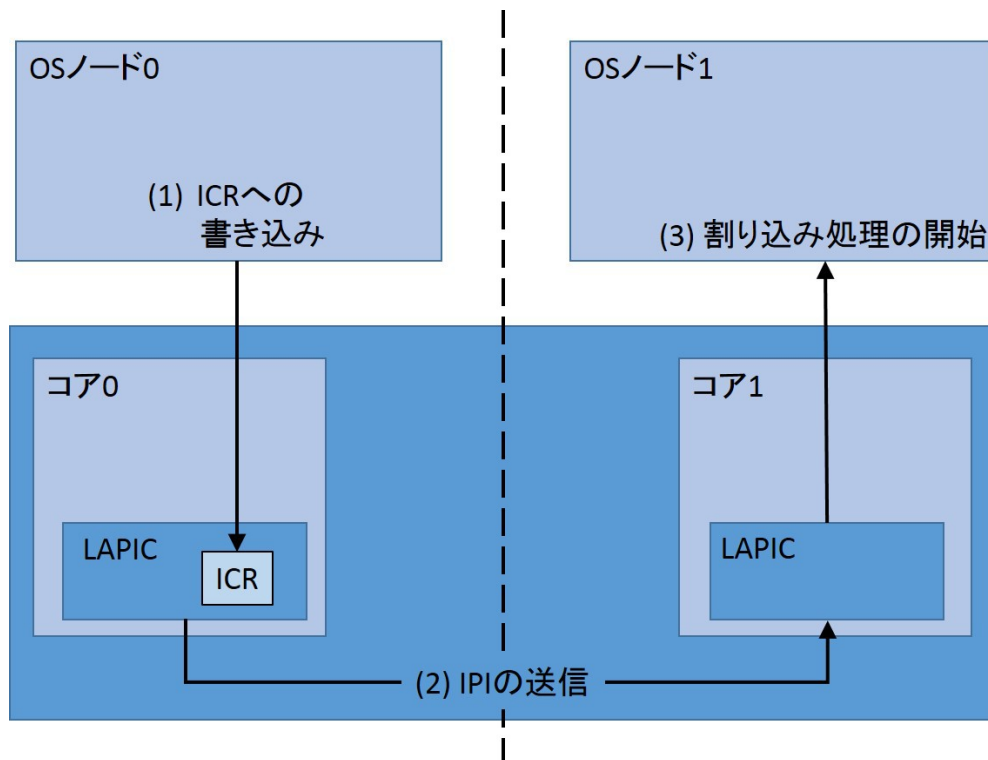 OSノード0
OSノード1
(1) ICRへの
書き込み
(3) 割り込み処理の開始
コア0
コア1
LAPIC
ICR
LAPIC
(2) IPIの送信